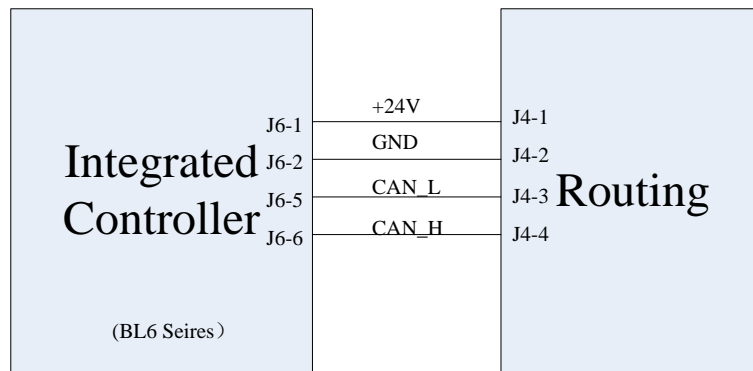 +24V
J6-1
J4-1
GND
J6-2
J4-2
Integrated
Controller
CAN_L
J6-5
J4-3
Routing
CAN_H
J6-6
J4-4
(BL6 Seires）